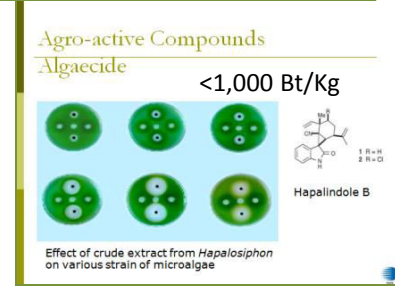 Agro-active Compounds
Algaecide
<1,000 Bt/Kg
1 R = H
2 R = Cl
Hapalindole B
Effect of crude extract from Hapalosiphon
on various strain of microalgae